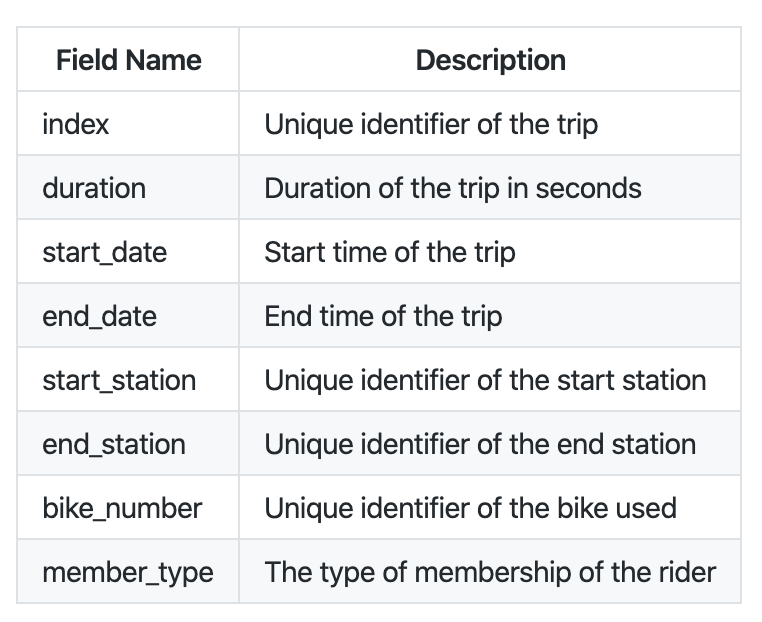 Field Name Description
index Unique identifier of the trip
duration Duration of the trip in seconds
start_date Start time of the trip
end_date End time of the trip
start_station Unique identifier of the start station
end_station Unique identifier of the end station
bike_number Unique identifier of the bike used
member_type The type of membership of the rider